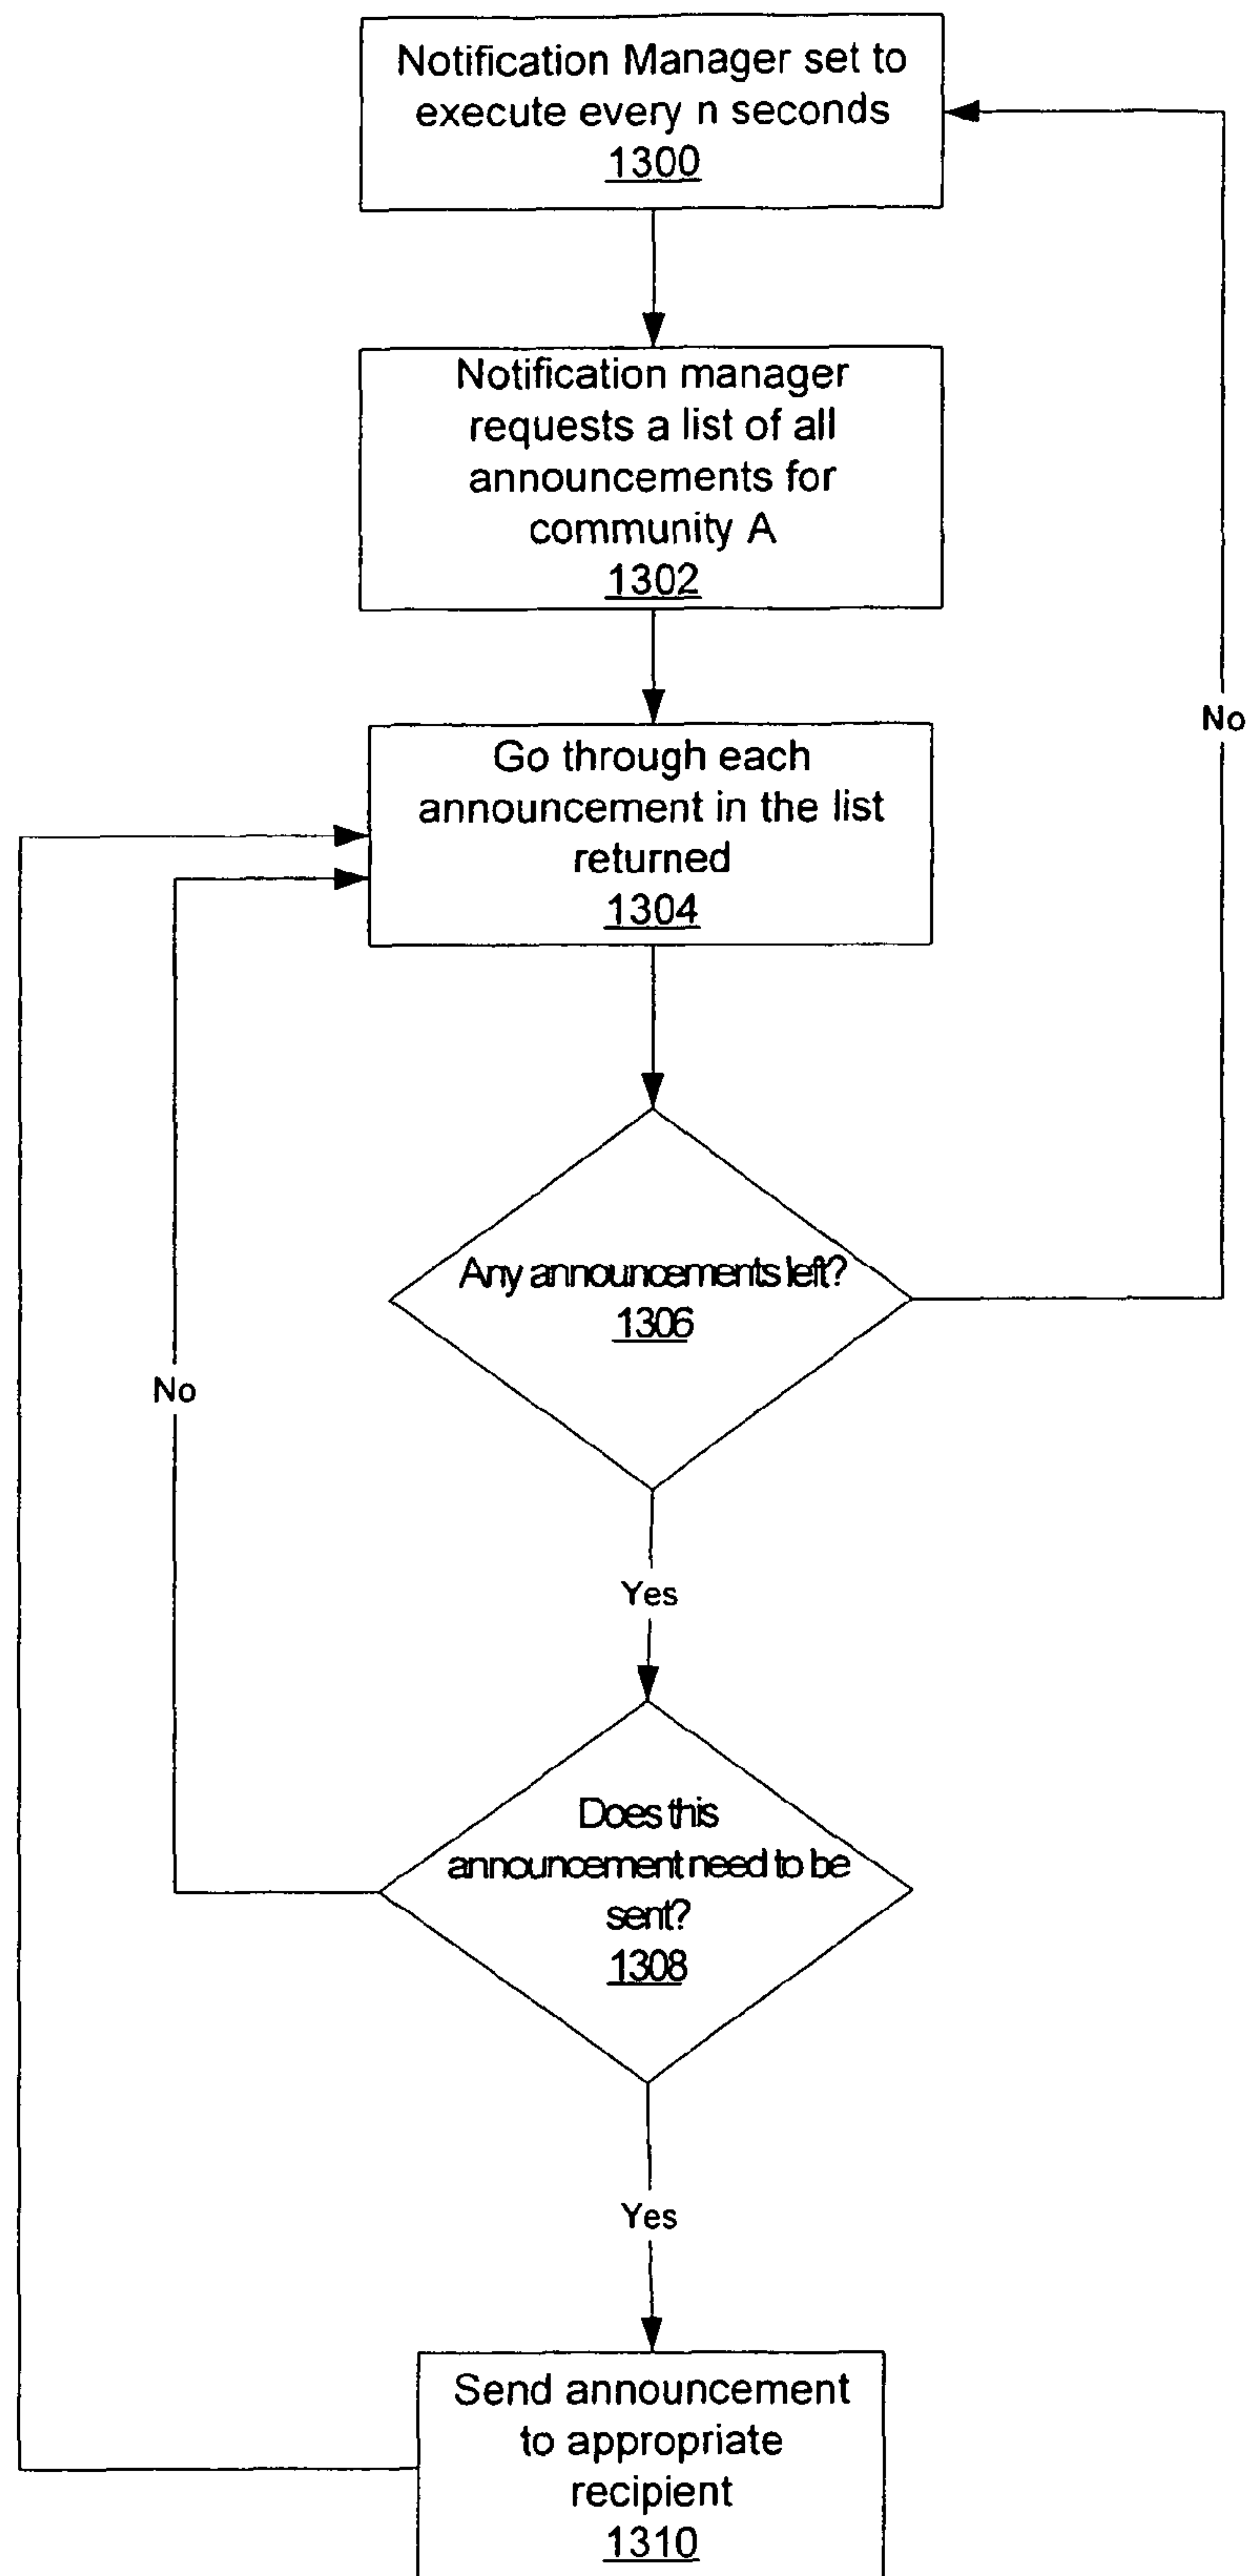 Notification Manager set to
execute every n seconds
1300
Notification manager
requests a list of all
announcements for
community A
1302
No
Go through each
announcement in the list
returned
1304
Any announcements left?
1306
No
Yes
Does this
announcement need to be
sent?
1308
Yes
Send announcement
to appropriate
recipient
1310